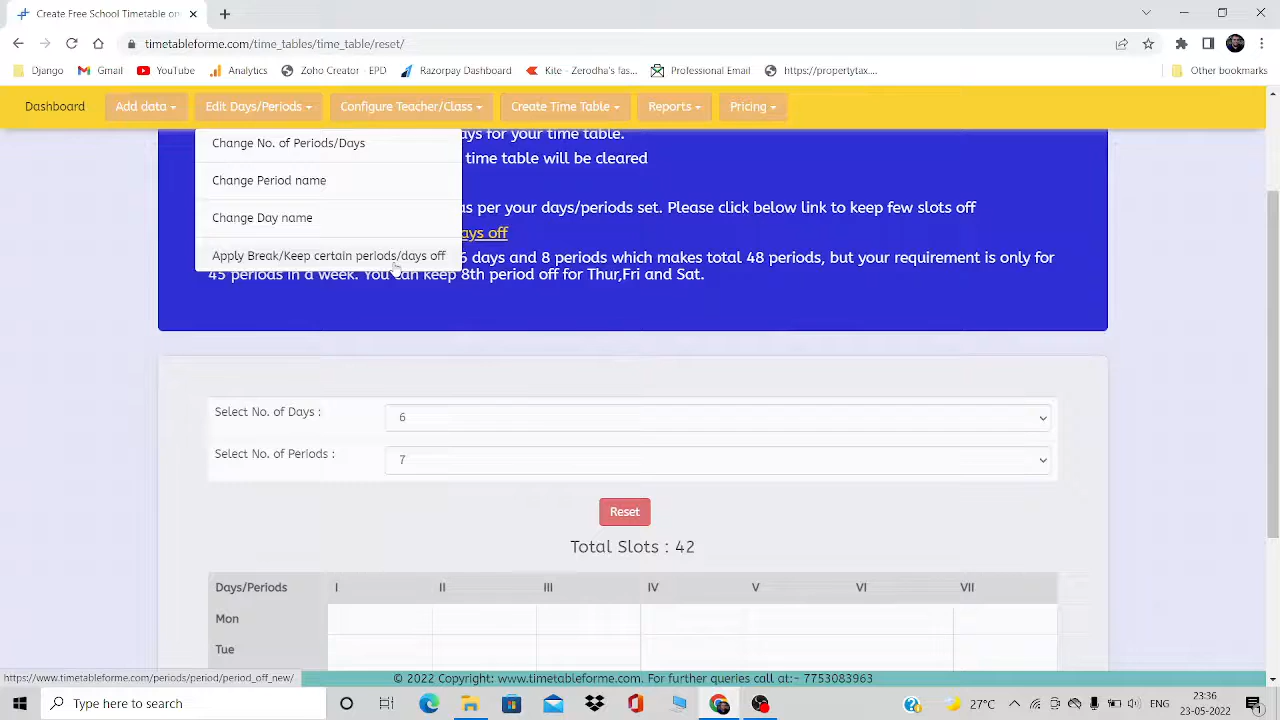 Create Free School Timetable or
timetableforme.com/time_tables/time_table/reset/
Django
Gmail
YouTube
Analytics
Zoho Creator - EPD
Razorpay Dashboard
Kite - Zerodha's fas...
Professional Email
https://propertytax....
Other bookmarks
Dashboard
Add data
Edit Days/Periods
Configure Teacher/Class
Create Time Table
Reports
Pricing
Change No. of Periods/Days
Change Period name
Change Day name
Apply Break/Keep certain periods/days off
ays for your time table.
time table will be cleared
as per your days/periods set. Please click below link to keep few slots off
ays off
6 days and 8 periods which makes total 48 periods, but your requirement is only for
45 periods in a week. You can keep 8th period off for Thur,Fri and Sat.
Select No. of Days :
6
Select No. of Periods :
7
Reset
Total Slots : 42
Days/Periods I II III IV V VI VII
Mon
Tue
https://www.timetableforme.com/periods/period/period_off_new/
© 2022 Copyright: www.timetableforme.com. For further queries call at:- 7753083963
Type here to search
27°C
ENG
23:36
23-05-2022